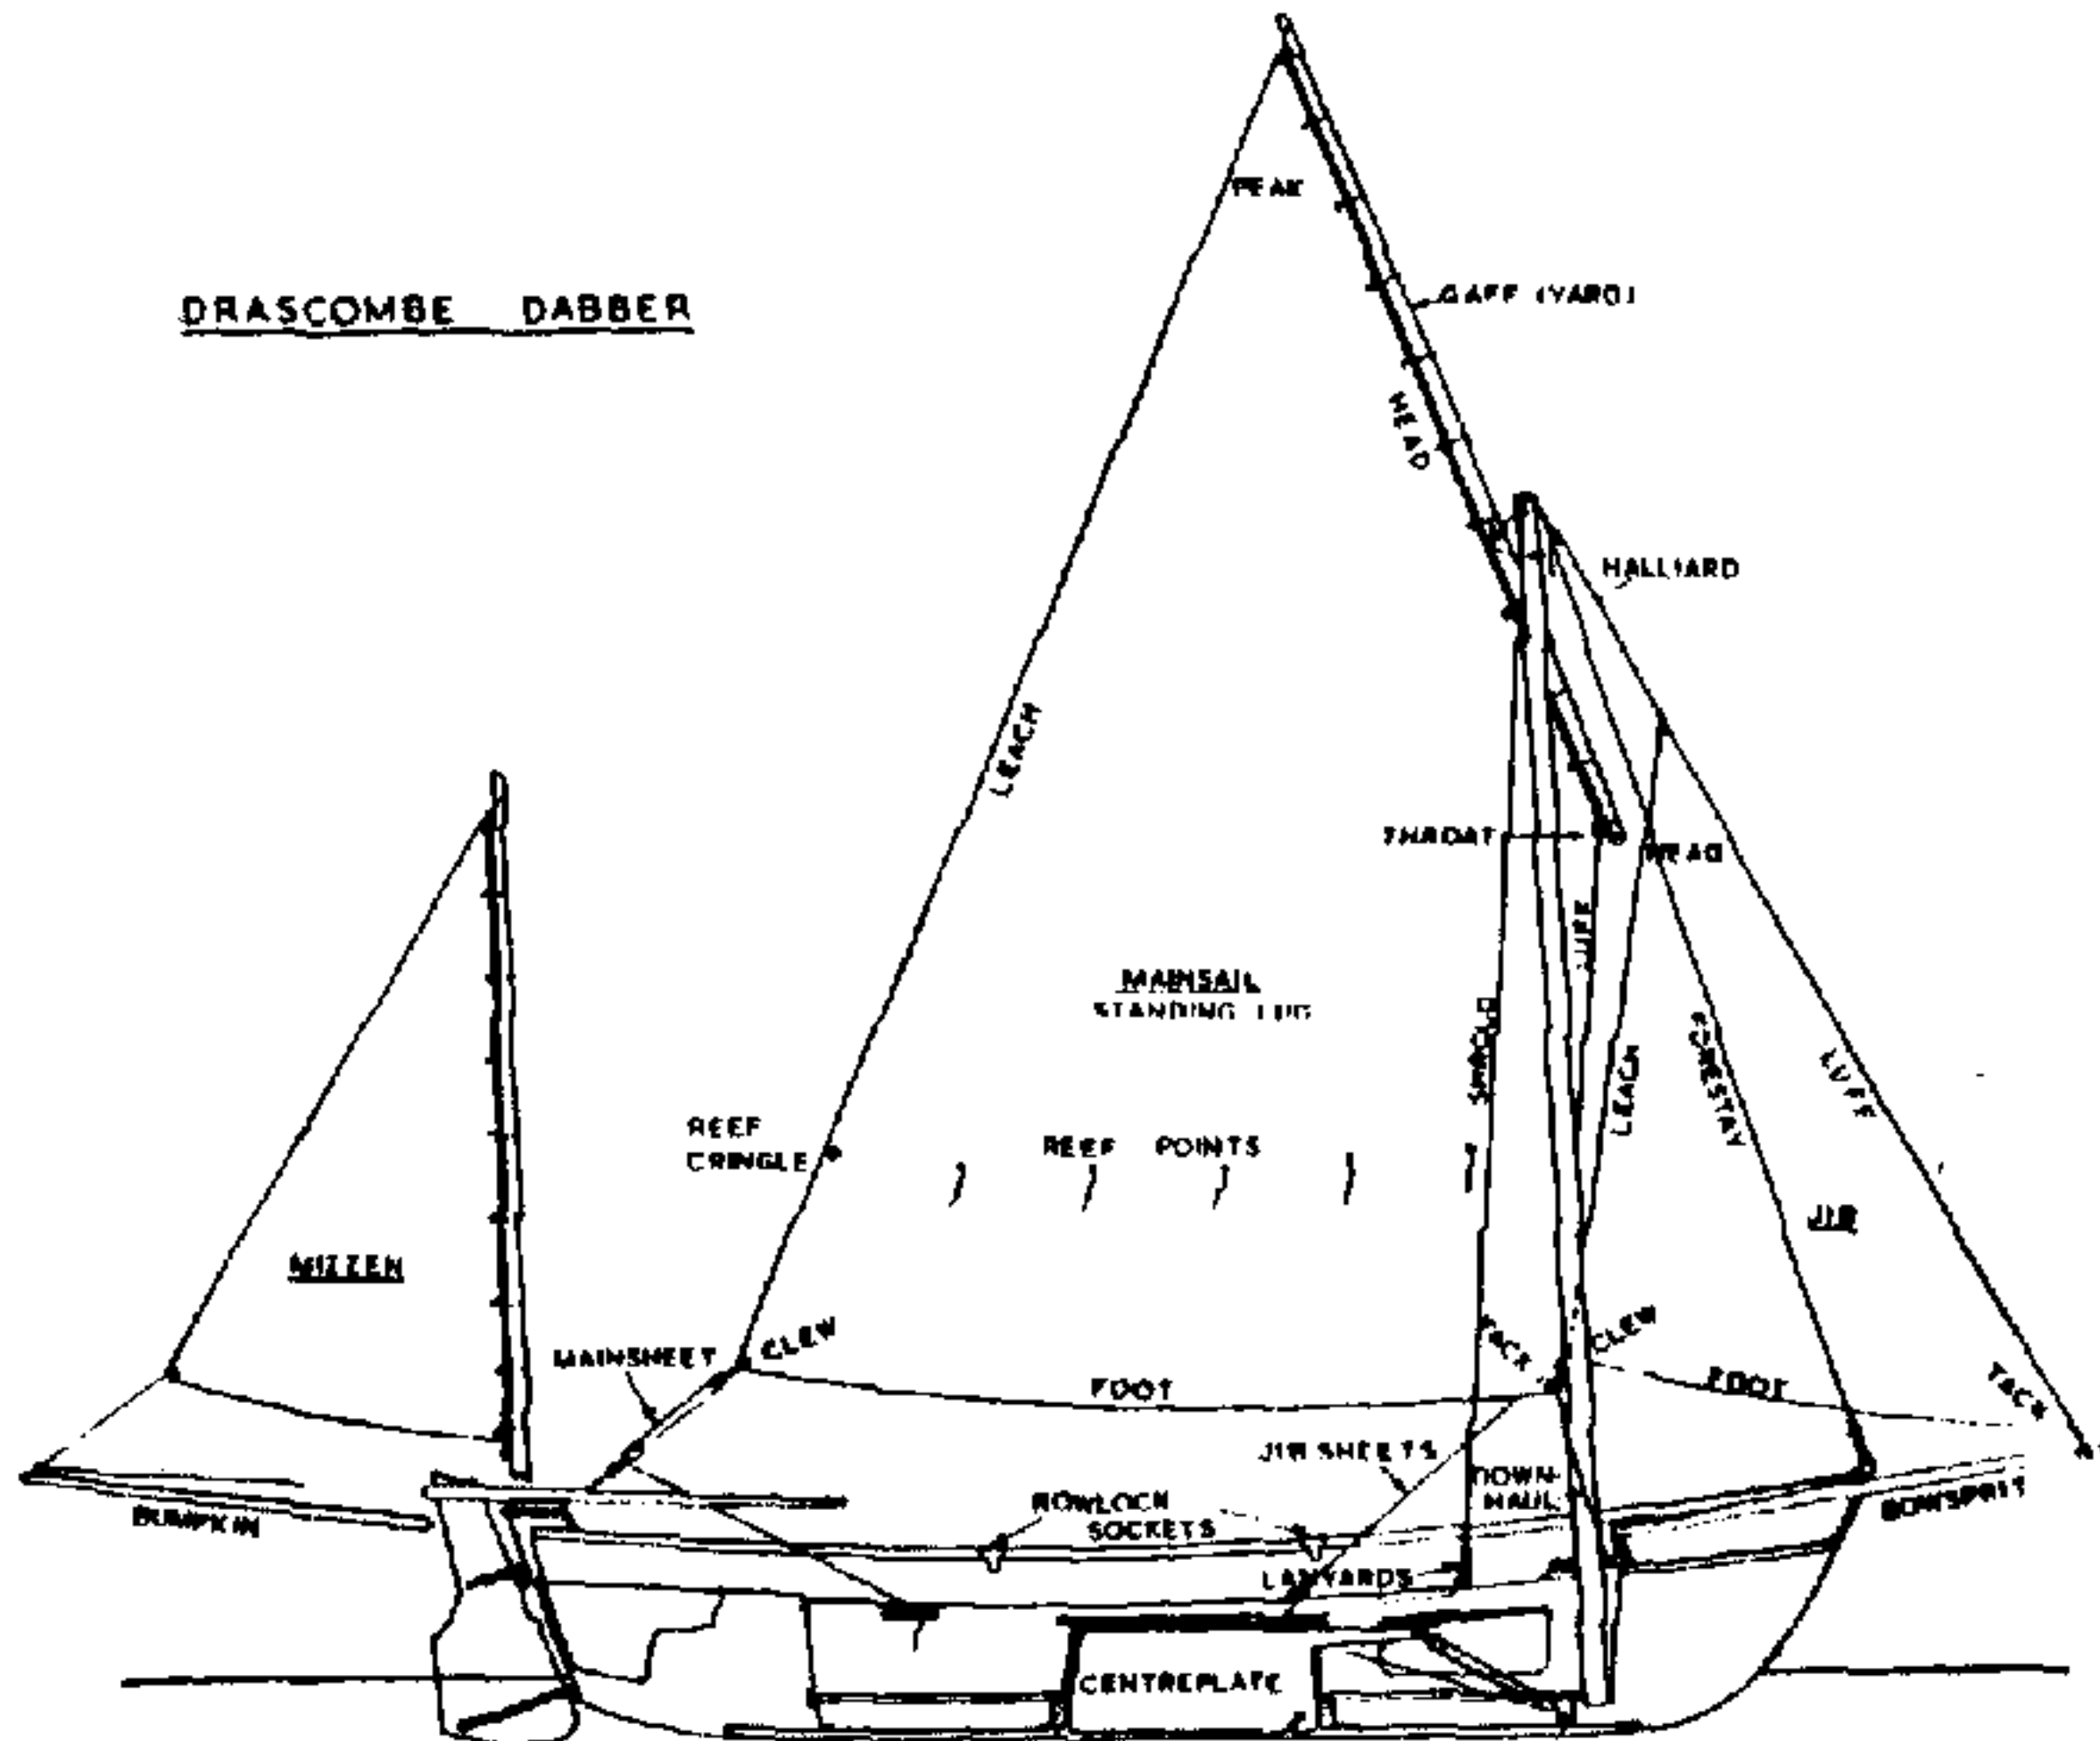 PEAK
DRASCOMBE DABBER
GAFF (YARD)
HEAD
HALLIARD
LEACH
THROAT
HEAD
LUFF
MAINSAIL
STANDING LUG
SHROUD
LEACH
FORESTAY
LUFF
REEF
CRINGLE
REEF POINTS
JIB
MIZZEN
MAINSHEET
CLEW
TACK
CLEW
FOOT
FOOT
TACK
JIB SHEETS
DOWN-
HAUL
BUMPKIN
ROWLOCK
SOCKETS
BOWSPRIT
LANYARDS
CENTREPLATE